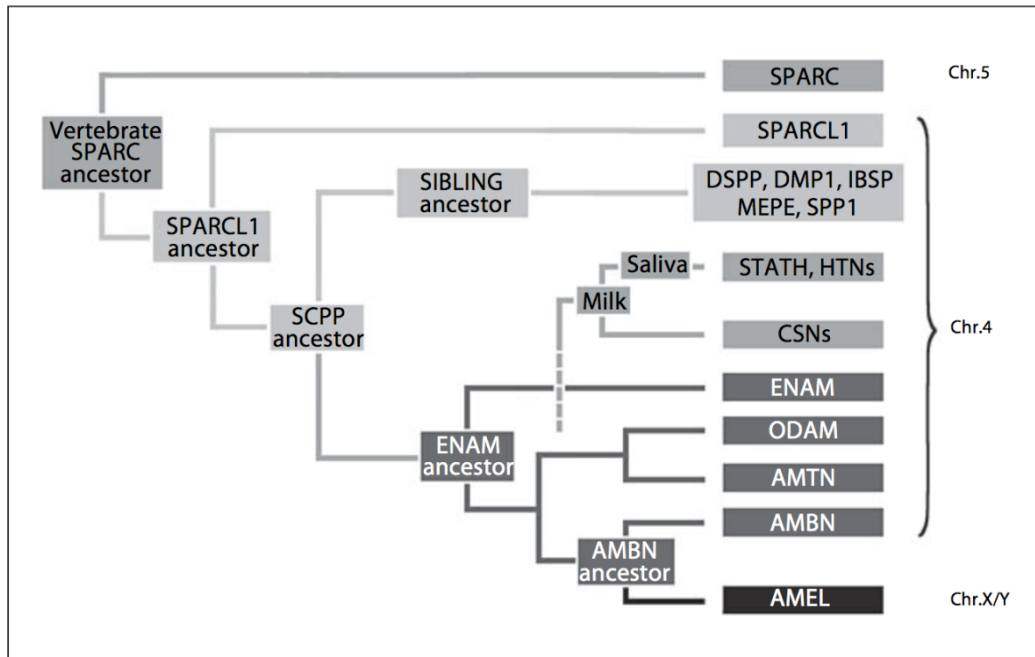 SPARC
Chr.5
Vertebrate
SPARC
ancestor
SPARCL1
SIBLING
ancestor
DSPP, DMP1, IBSP
MEPE, SPP1
SPARCL1
ancestor
Saliva
STATH, HTNs
Milk
SCPP
ancestor
CSNs
Chr.4
ENAM
ODAM
ENAM
ancestor
AMTN
AMBN
AMBN
ancestor
AMEL
Chr.X/Y